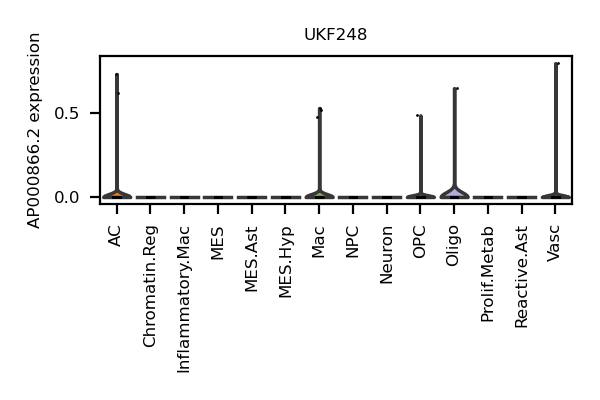 UKF248
AP000866.2 expression
0.5
0.0
AC
Chromatin.Reg
Inflammatory.Mac
MES
MES.Ast
MES.Hyp
Mac
NPC
Neuron
OPC
Oligo
Prolif.Metab
Reactive.Ast
Vasc